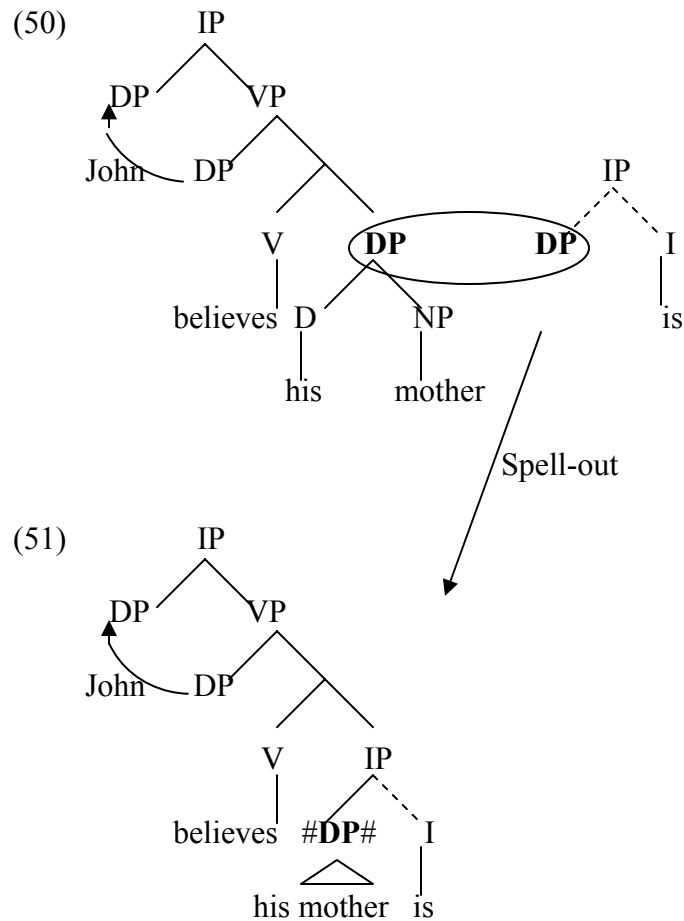 (50) IP
DP VP
John DP IP
V DP DP I
believes D NP is
his mother
Spell-out
(51) IP
DP VP
John DP
V IP
believes #DP# I
his mother is